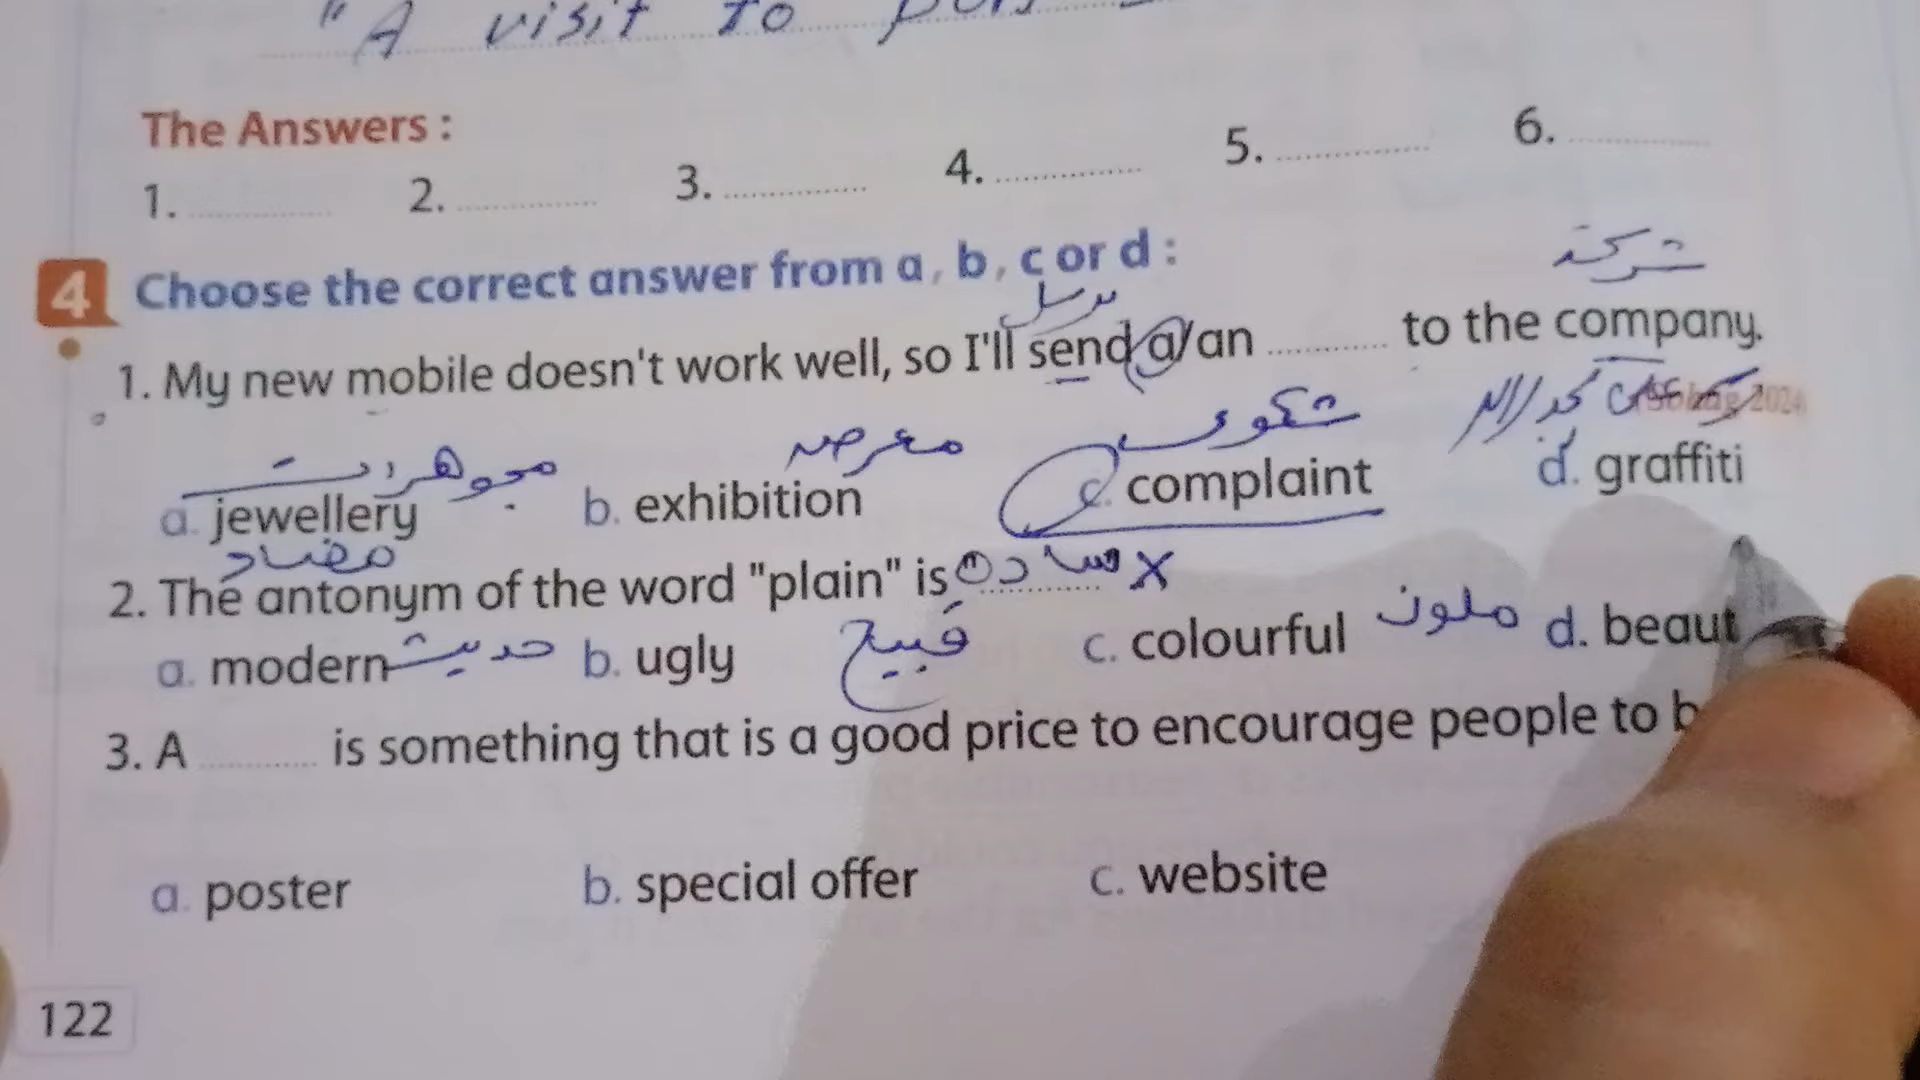 "A visit to
The Answers :
1. ............ 2. ............ 3. ............ 4. ............ 5. ............ 6. ............
شركة
4 Choose the correct answer from a, b, c or d :
يرسل
1. My new mobile doesn't work well, so I'll send a/an ............ to the company.
مجوهرات معرض شكوى
a. jewellery b. exhibition c. complaint d. graffiti
مضاد
2. The antonym of the word "plain" is ............ سادة X
a. modern حديث b. ugly قبيح c. colourful ملون d. beaut
3. A ............ is something that is a good price to encourage people to b
a. poster b. special offer c. website
122